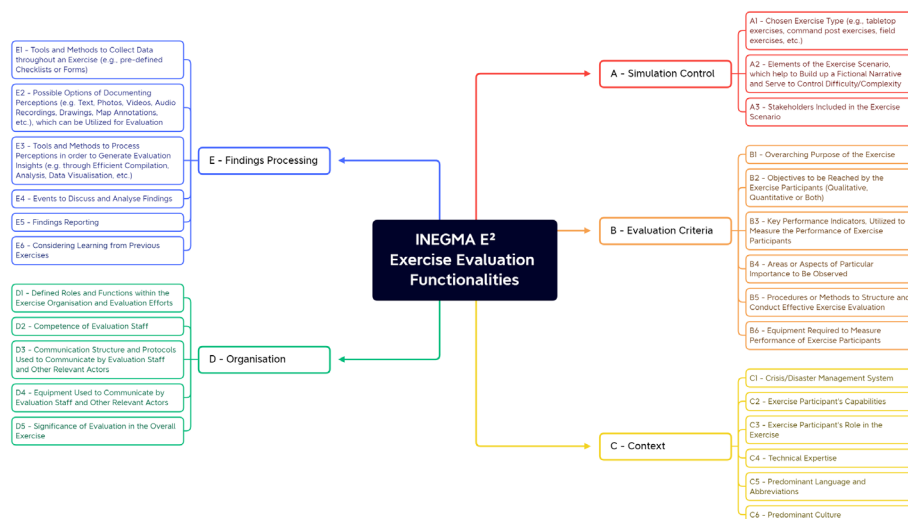 INEGMA E²
Exercise Evaluation
Functionalities
A - Simulation Control
A1 - Chosen Exercise Type (e.g., tabletop
exercises, command post exercises, field
exercises, etc.)
A2 - Elements of the Exercise Scenario,
which help to Build up a Fictional Narrative
and Serve to Control Difficulty/Complexity
A3 - Stakeholders Included in the Exercise
Scenario
B - Evaluation Criteria
B1 - Overarching Purpose of the Exercise
B2 - Objectives to be Reached by the
Exercise Participants (Qualitative,
Quantitative or Both)
B3 - Key Performance Indicators, Utilized to
Measure the Performance of Exercise
Participants
B4 - Areas or Aspects of Particular
Importance to Be Observed
B5 - Procedures or Methods to Structure and
Conduct Effective Exercise Evaluation
B6 - Equipment Required to Measure
Performance of Exercise Participants
C - Context
C1 - Crisis/Disaster Management System
C2 - Exercise Participant's Capabilities
C3 - Exercise Participant's Role in the
Exercise
C4 - Technical Expertise
C5 - Predominant Language and
Abbreviations
C6 - Predominant Culture
D - Organisation
D1 - Defined Roles and Functions within the
Exercise Organisation and Evaluation Efforts
D2 - Competence of Evaluation Staff
D3 - Communication Structure and Protocols
Used to Communicate by Evaluation Staff
and Other Relevant Actors
D4 - Equipment Used to Communicate by
Evaluation Staff and Other Relevant Actors
D5 - Significance of Evaluation in the Overall
Exercise
E - Findings Processing
E1 - Tools and Methods to Collect Data
throughout an Exercise (e.g., pre-defined
Checklists or Forms)
E2 - Possible Options of Documenting
Perceptions (e.g. Text, Photos, Videos, Audio
Recordings, Drawings, Map Annotations,
etc.), which can be Utilized for Evaluation
E3 - Tools and Methods to Process
Perceptions in order to Generate Evaluation
Insights (e.g. through Efficient Compilation,
Analysis, Data Visualisation, etc.)
E4 - Events to Discuss and Analyse Findings
E5 - Findings Reporting
E6 - Considering Learning from Previous
Exercises